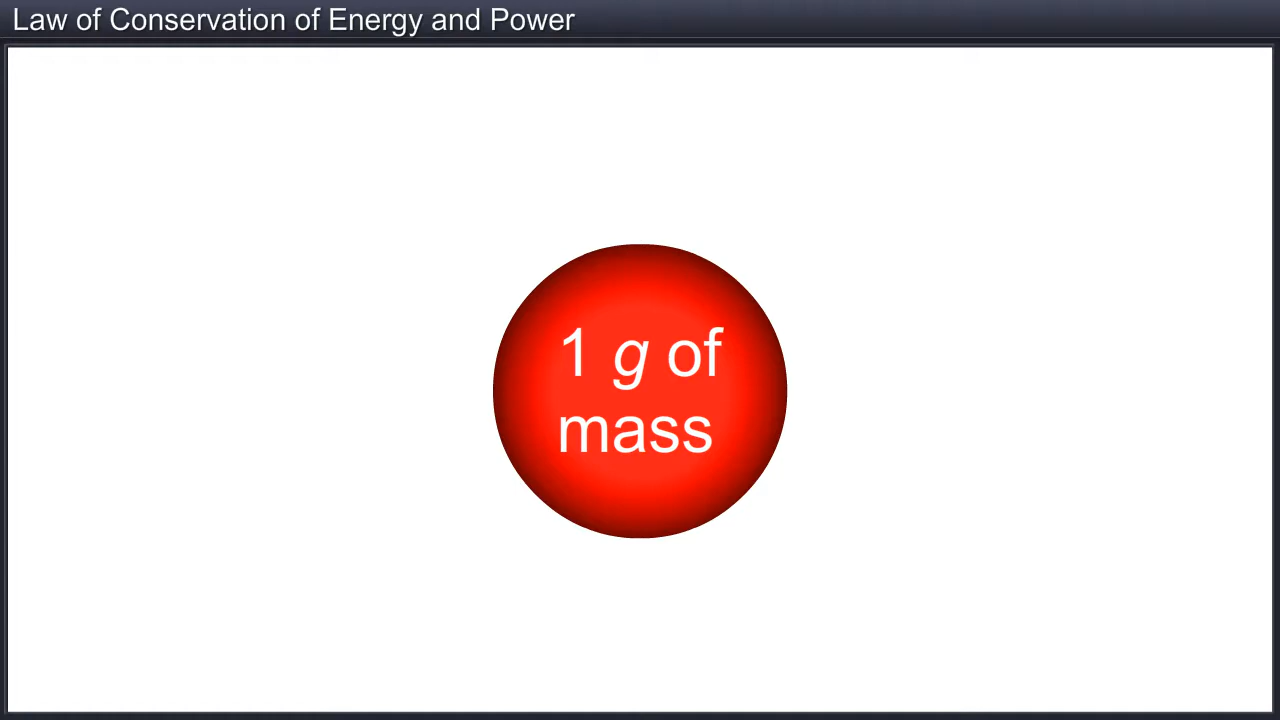 Law of Conservation of Energy and Power
1 g of
mass